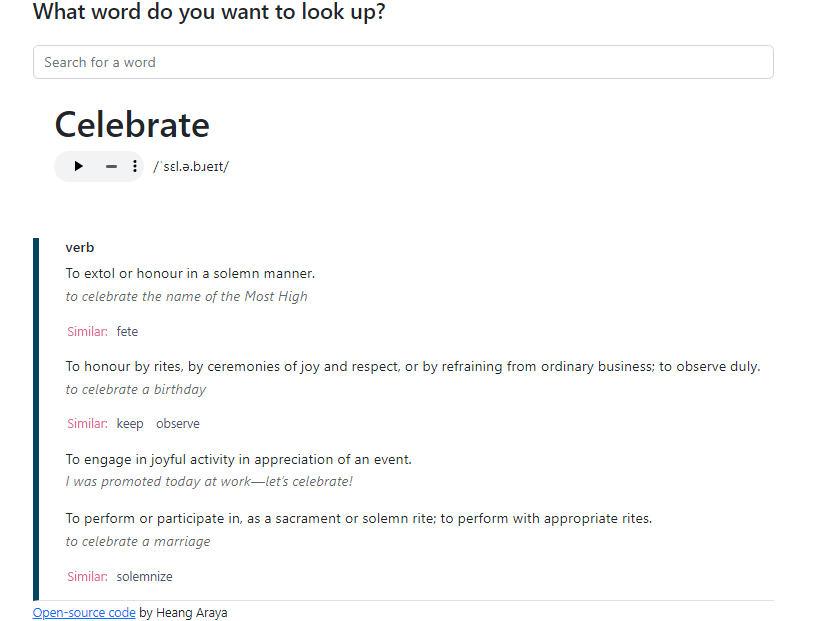 What word do you want to look up?
Search for a word
Celebrate
/ˈsɛl.ə.bɹeɪt/
verb
To extol or honour in a solemn manner.
to celebrate the name of the Most High
Similar: fete
To honour by rites, by ceremonies of joy and respect, or by refraining from ordinary business; to observe duly.
to celebrate a birthday
Similar: keep observe
To engage in joyful activity in appreciation of an event.
I was promoted today at work—let's celebrate!
To perform or participate in, as a sacrament or solemn rite; to perform with appropriate rites.
to celebrate a marriage
Similar: solemnize
Open-source code by Heang Araya